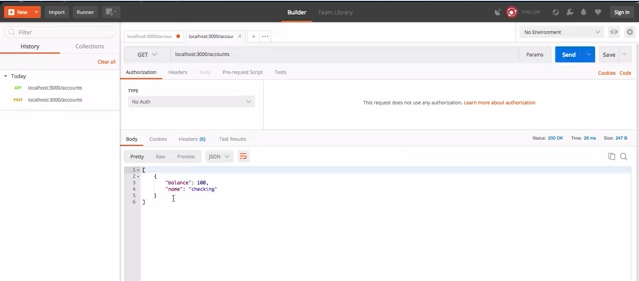 New
Import
Runner
Builder
Team Library
SYNC OFF
Sign In
Filter
History
Collections
Clear all
Today
GET localhost:3000/accounts
POST localhost:3000/accounts
localhost:3000/accoun
localhost:3000/accoun
No Environment
GET
localhost:3000/accounts
Params
Send
Save
Authorization
Headers
Body
Pre-request Script
Tests
Cookies
Code
TYPE
No Auth
This request does not use any authorization. Learn more about authorization
Body
Cookies
Headers (6)
Test Results
Status: 200 OK
Time: 28 ms
Size: 247 B
Pretty
Raw
Preview
JSON
1 [
2 {
3 "balance": 100,
4 "name": "checking"
5 }
6 ]